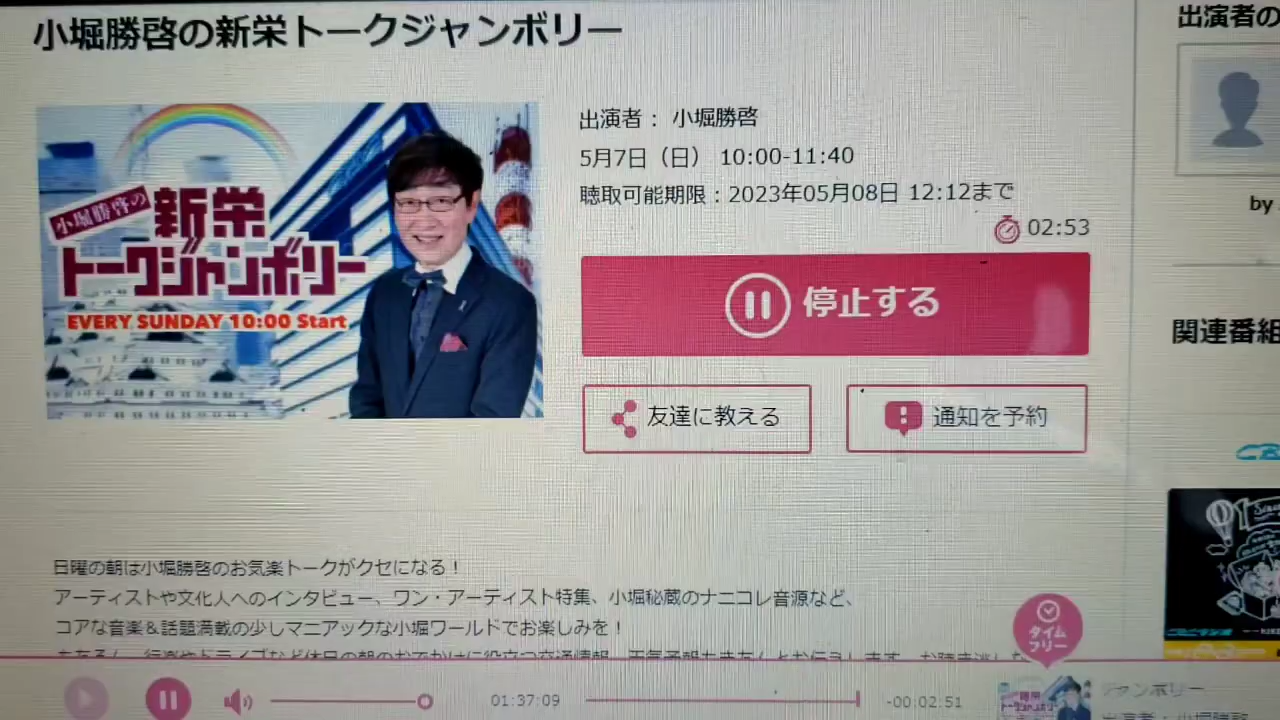 小堀勝啓の新栄トークジャンボリー
出演者の
小堀勝啓の
新栄
トークジャンボリー
EVERY SUNDAY 10:00 Start
出演者： 小堀勝啓
5月7日（日） 10:00-11:40
聴取可能期限：2023年05月08日 12:12まで
02:53
停止する
友達に教える
通知を予約
by
関連番組
日曜の朝は小堀勝啓のお気楽トークがクセになる！
アーティストや文化人へのインタビュー、ワン・アーティスト特集、小堀秘蔵のナニコレ音源など、
コアな音楽＆話題満載の少しマニアックな小堀ワールドでお楽しみを！
タイム
フリー
01:37:09
-00:02:51
ジャンボリー
出演者：小堀勝啓